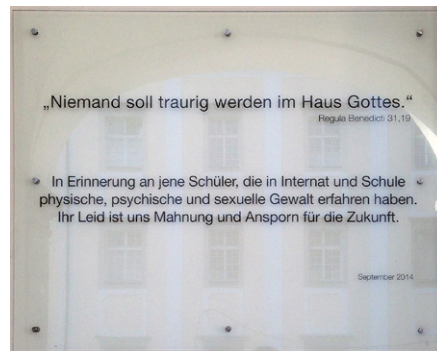 „Niemand soll traurig werden im Haus Gottes.“
Regula Benedicti 31,19
In Erinnerung an jene Schüler, die in Internat und Schule
physische, psychische und sexuelle Gewalt erfahren haben.
Ihr Leid ist uns Mahnung und Ansporn für die Zukunft.
September 2014